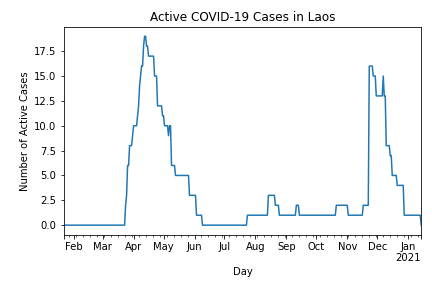 Active COVID-19 Cases in Laos
Number of Active Cases
17.5
15.0
12.5
10.0
7.5
5.0
2.5
0.0
Feb Mar Apr May Jun Jul Aug Sep Oct Nov Dec Jan
2021
Day